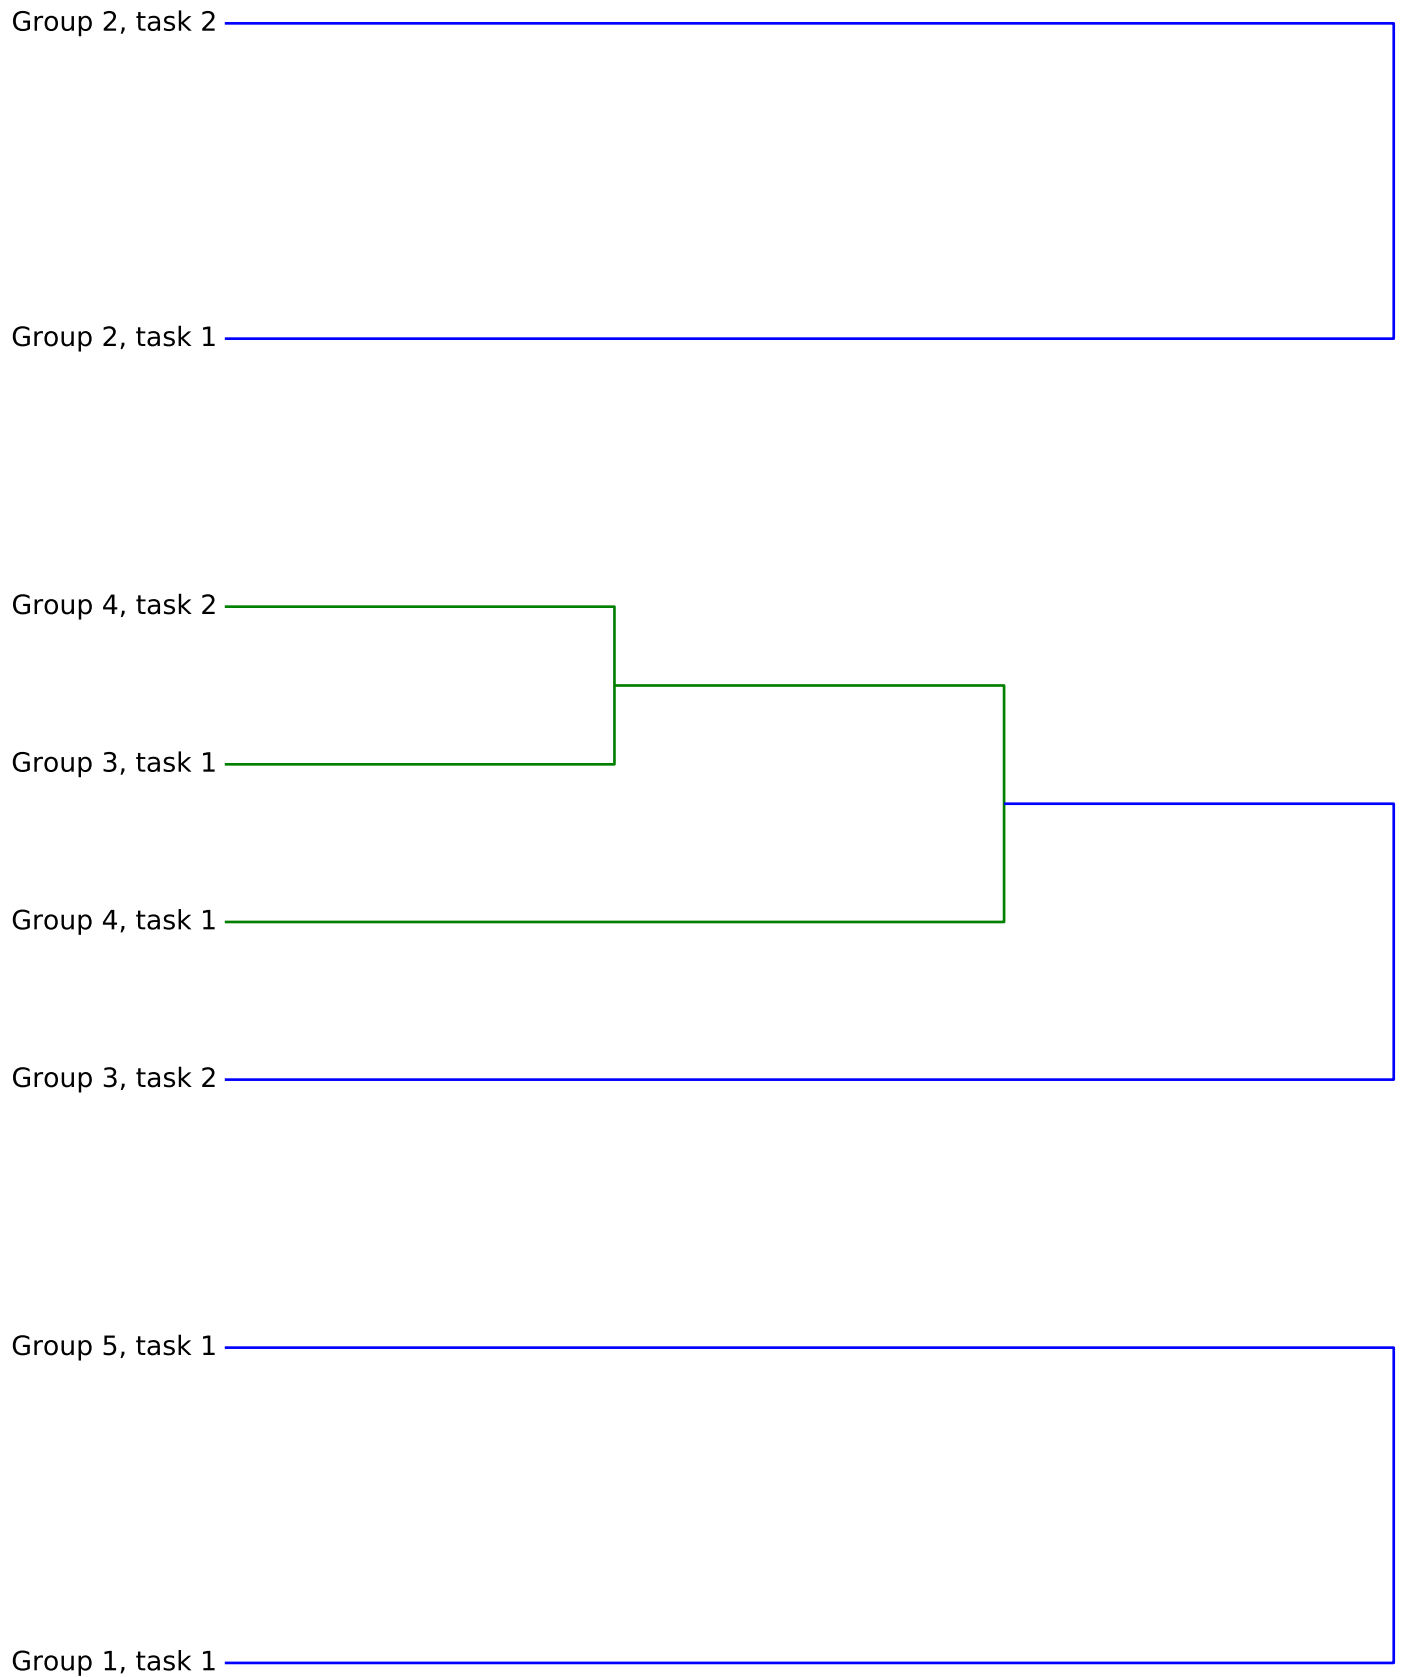 Group 2, task 2
Group 2, task 1
Group 4, task 2
Group 3, task 1
Group 4, task 1
Group 3, task 2
Group 5, task 1
Group 1, task 1